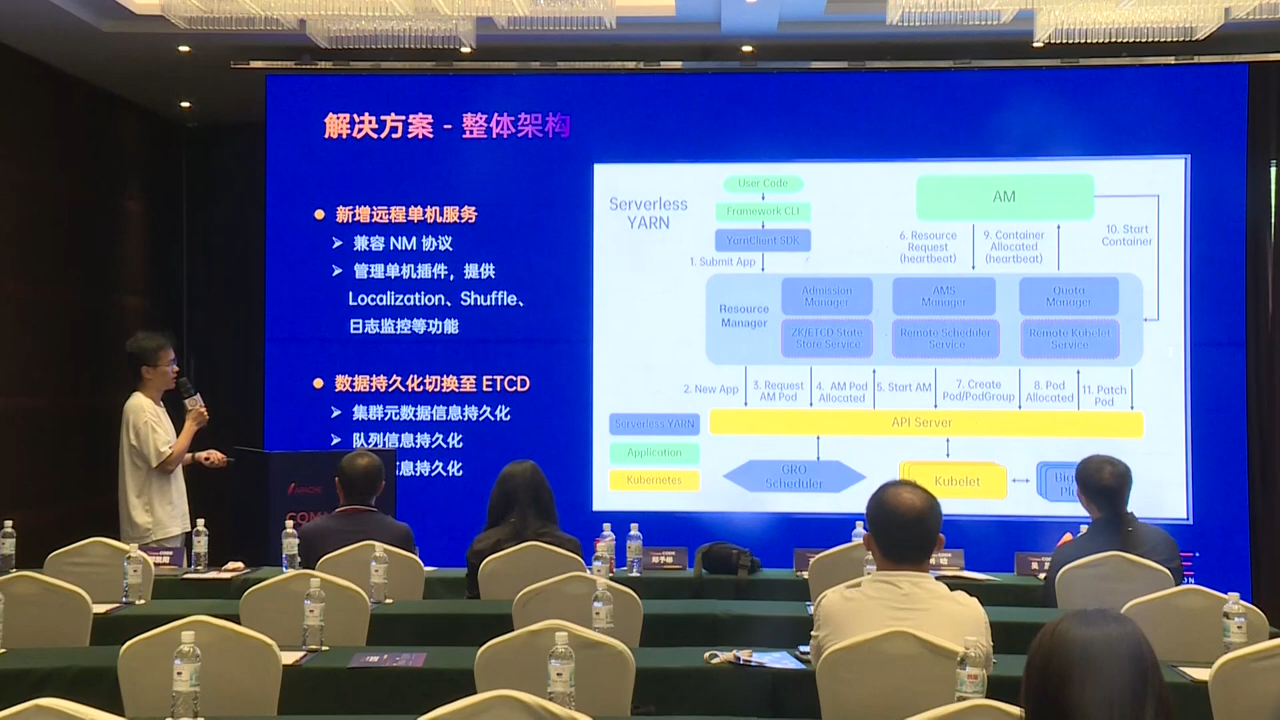 解决方案 - 整体架构
新增远程单机服务
兼容 NM 协议
管理单机插件，提供
Localization、Shuffle、
日志监控等功能
数据持久化切换至 ETCD
集群元数据信息持久化
队列信息持久化
信息持久化
Serverless
YARN
User Code
Framework CLI
YarnClient SDK
1. Submit App
AM
6. Resource
Request
(heartbeat)
9. Container
Allocated
(heartbeat)
10. Start
Container
Resource
Manager
Admission
Manager
AMS
Manager
Quota
Manager
ZK/ETCD State
Store Service
Remote Scheduler
Service
Remote Kubelet
Service
2. New App
3. Request
AM Pod
4. AM Pod
Allocated
5. Start AM
7. Create
Pod/PodGroup
8. Pod
Allocated
11. Patch
Pod
API Server
Serverless YARN
Application
Kubernetes
GRO
Scheduler
Kubelet
APACHE